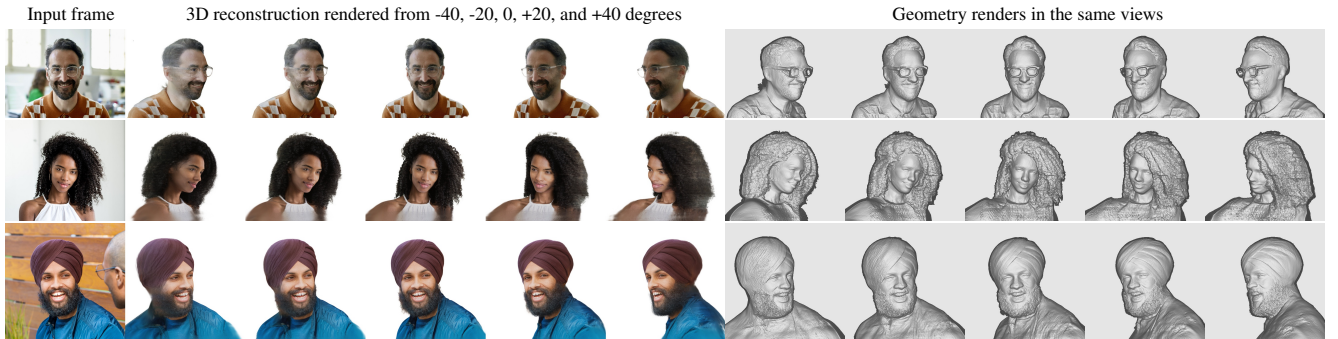 Input frame
3D reconstruction rendered from -40, -20, 0, +20, and +40 degrees
Geometry renders in the same views